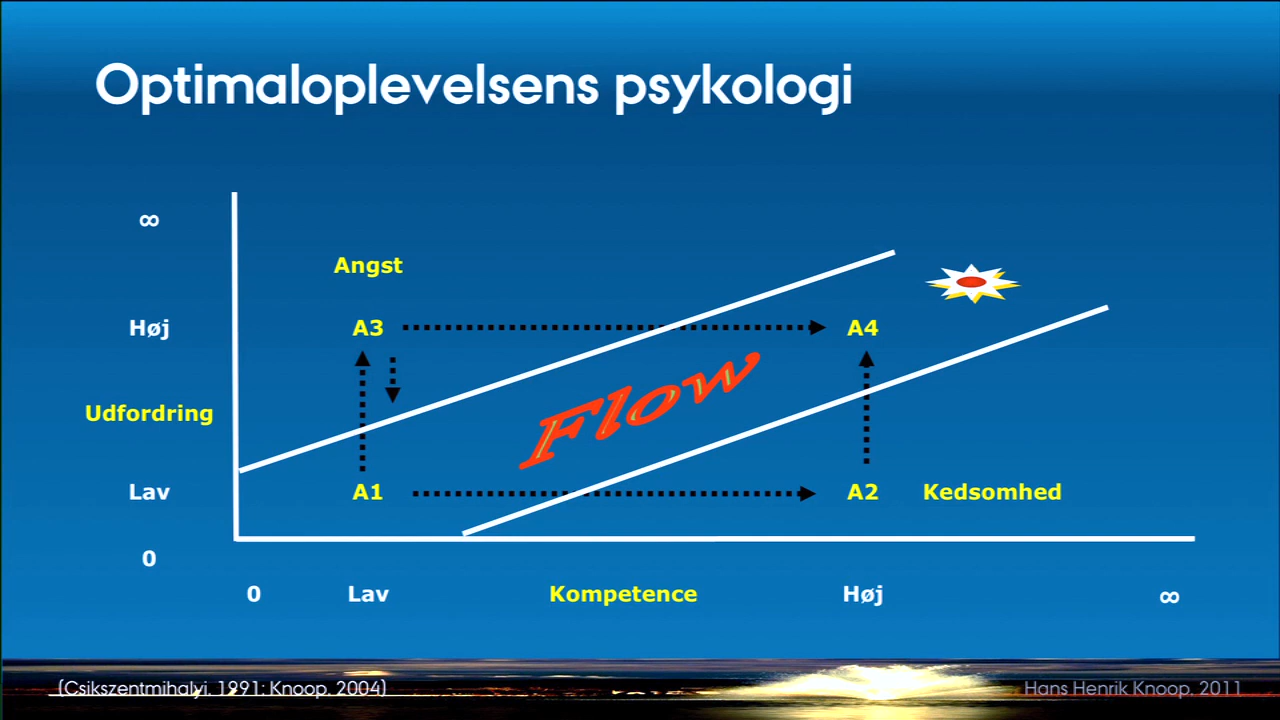 Optimaloplevelsens psykologi
∞
Angst
Høj
A3
A4
Udfordring
Flow
Lav
A1
A2
Kedsomhed
0
0
Lav
Kompetence
Høj
∞
(Csikszentmihalyi, 1991; Knoop, 2004)
Hans Henrik Knoop, 2011